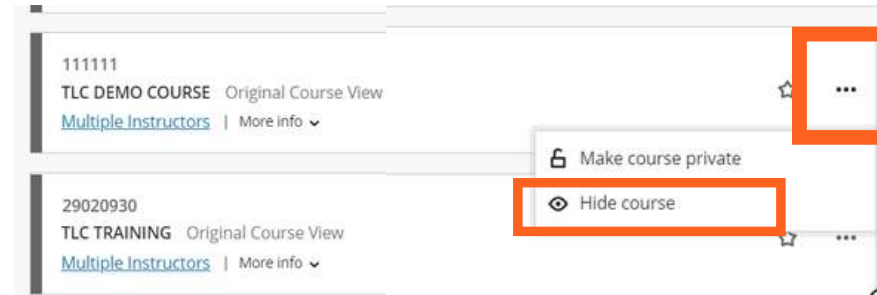 111111
TLC DEMO COURSE Original Course View
Multiple Instructors | More info
Make course private
Hide course
29020930
TLC TRAINING Original Course View
Multiple Instructors | More info